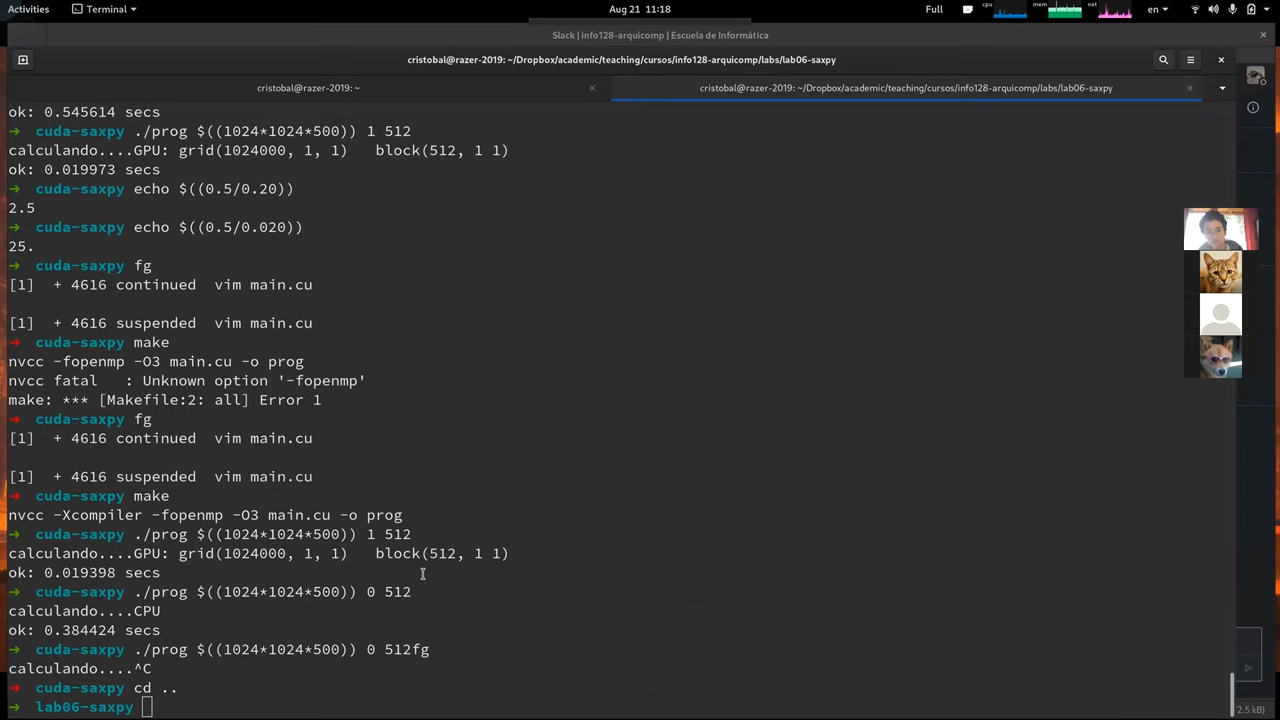 Activities
Terminal
Aug 21 11:18
Full
cpu
mem
net
en
Slack | info128-arquicomp | Escuela de Informática
cristobal@razer-2019: ~/Dropbox/academic/teaching/cursos/info128-arquicomp/labs/lab06-saxpy
cristobal@razer-2019: ~
cristobal@razer-2019: ~/Dropbox/academic/teaching/cursos/info128-arquicomp/labs/lab06-saxpy
ok: 0.545614 secs
→ cuda-saxpy ./prog $((1024*1024*500)) 1 512
calculando....GPU: grid(1024000, 1, 1)   block(512, 1 1)
ok: 0.019973 secs
→ cuda-saxpy echo $((0.5/0.20))
2.5
→ cuda-saxpy echo $((0.5/0.020))
25.
→ cuda-saxpy fg
[1]  + 4616 continued  vim main.cu
[1]  + 4616 suspended  vim main.cu
→ cuda-saxpy make
nvcc -fopenmp -O3 main.cu -o prog
nvcc fatal   : Unknown option '-fopenmp'
make: *** [Makefile:2: all] Error 1
→ cuda-saxpy fg
[1]  + 4616 continued  vim main.cu
[1]  + 4616 suspended  vim main.cu
→ cuda-saxpy make
nvcc -Xcompiler -fopenmp -O3 main.cu -o prog
→ cuda-saxpy ./prog $((1024*1024*500)) 1 512
calculando....GPU: grid(1024000, 1, 1)   block(512, 1 1)
ok: 0.019398 secs
→ cuda-saxpy ./prog $((1024*1024*500)) 0 512
calculando....CPU
ok: 0.384424 secs
→ cuda-saxpy ./prog $((1024*1024*500)) 0 512fg
calculando....^C
→ cuda-saxpy cd ..
→ lab06-saxpy
(2.5 kB)